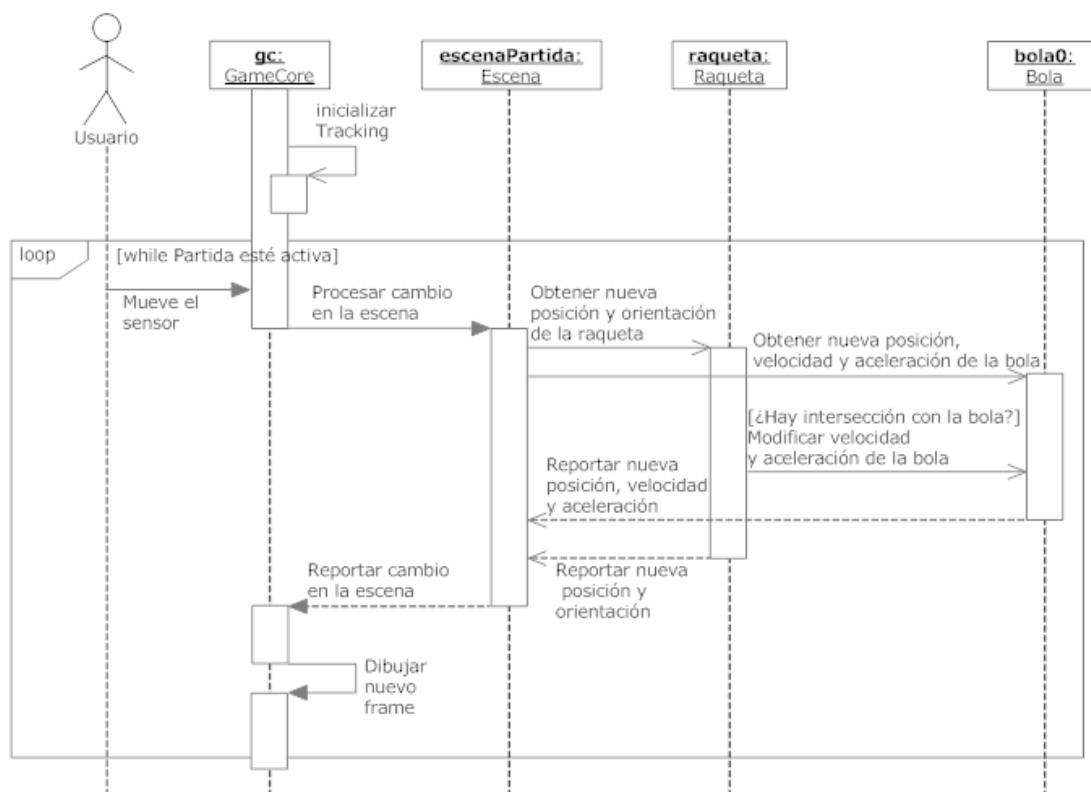 gc:
GameCore
escenaPartida:
Escena
raqueta:
Raqueta
bola0:
Bola
Usuario
inicializar
Tracking
loop
[while Partida esté activa]
Mueve el
sensor
Procesar cambio
en la escena
Obtener nueva
posición y orientación
de la raqueta
Obtener nueva posición,
velocidad y aceleración de la bola
[¿Hay intersección con la bola?]
Modificar velocidad
y aceleración de la bola
Reportar nueva
posición, velocidad
y aceleración
Reportar nueva
posición y
orientación
Reportar cambio
en la escena
Dibujar
nuevo
frame